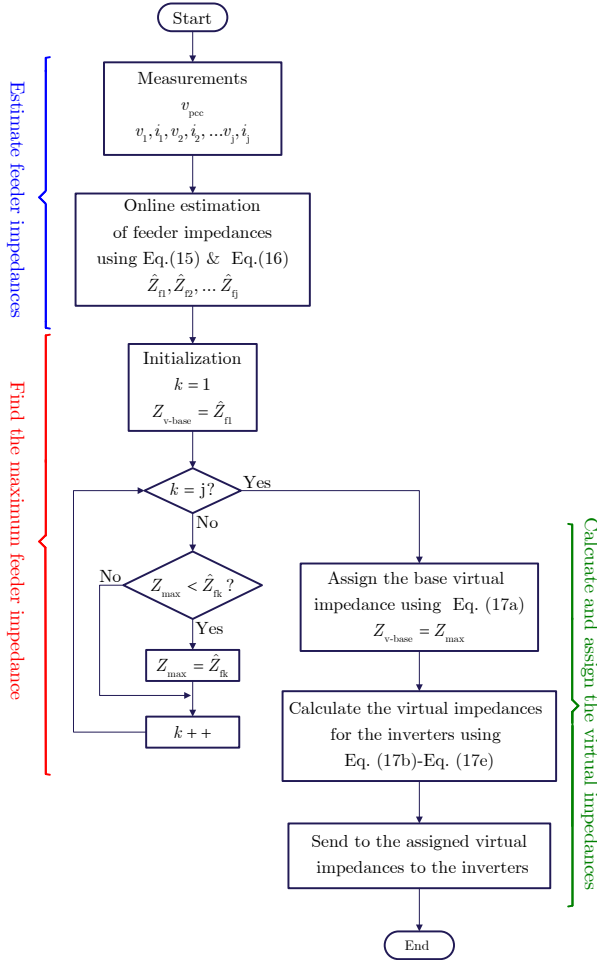 Start
Estimate feeder impedances
Measurements
v_pcc
v_1, i_1, v_2, i_2, ...v_j, i_j
Online estimation
of feeder impedances
using Eq.(15) & Eq.(16)
Ẑ_f1, Ẑ_f2, ... Ẑ_fj
Find the maximum feeder impedance
Initialization
k = 1
Z_v-base = Ẑ_f1
k = j?
Yes
No
Z_max < Ẑ_fk ?
No
Yes
Z_max = Ẑ_fk
k + +
Calcuate and assign the virtual impedances
Assign the base virtual
impedance using Eq. (17a)
Z_v-base = Z_max
Calculate the virtual impedances
for the inverters using
Eq. (17b)-Eq. (17e)
Send to the assigned virtual
impedances to the inverters
End